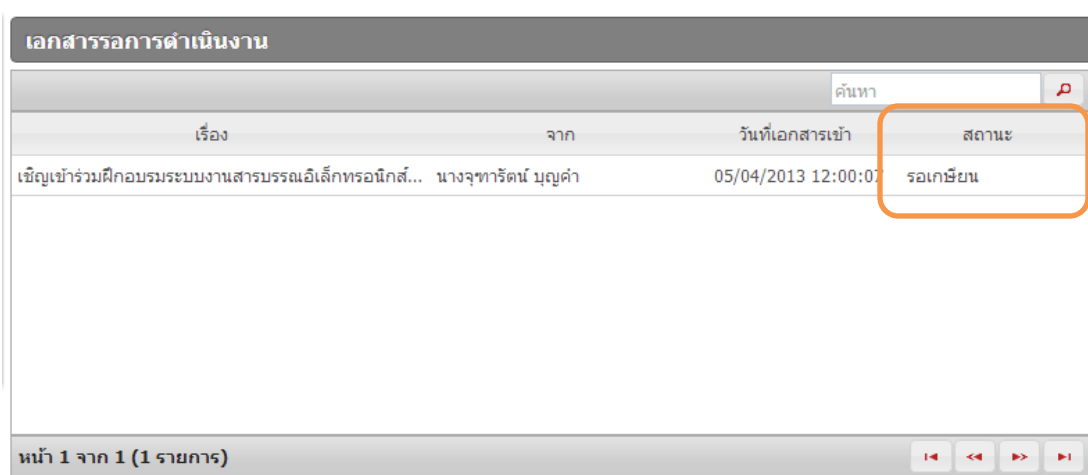 เอกสารรอการดำเนินงาน
ค้นหา
เรื่อง จาก วันที่เอกสารเข้า สถานะ
เชิญเข้าร่วมฝึกอบรมระบบงานสารบรรณอิเล็กทรอนิกส์... นางจุฑารัตน์ บุญคำ 05/04/2013 12:00:07 รอเกษียน
หน้า 1 จาก 1 (1 รายการ)